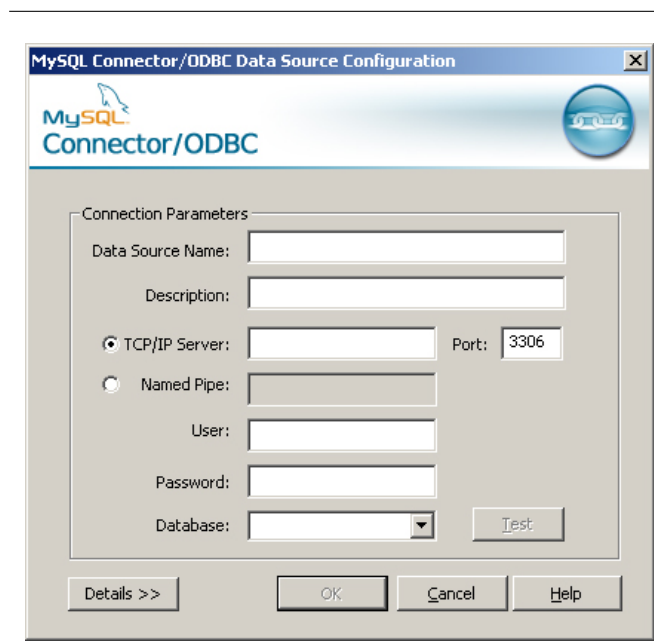 MySQL Connector/ODBC Data Source Configuration
MySQL
Connector/ODBC
Connection Parameters
Data Source Name:
Description:
TCP/IP Server:
Port: 3306
Named Pipe:
User:
Password:
Database:
Test
Details >>
OK
Cancel
Help